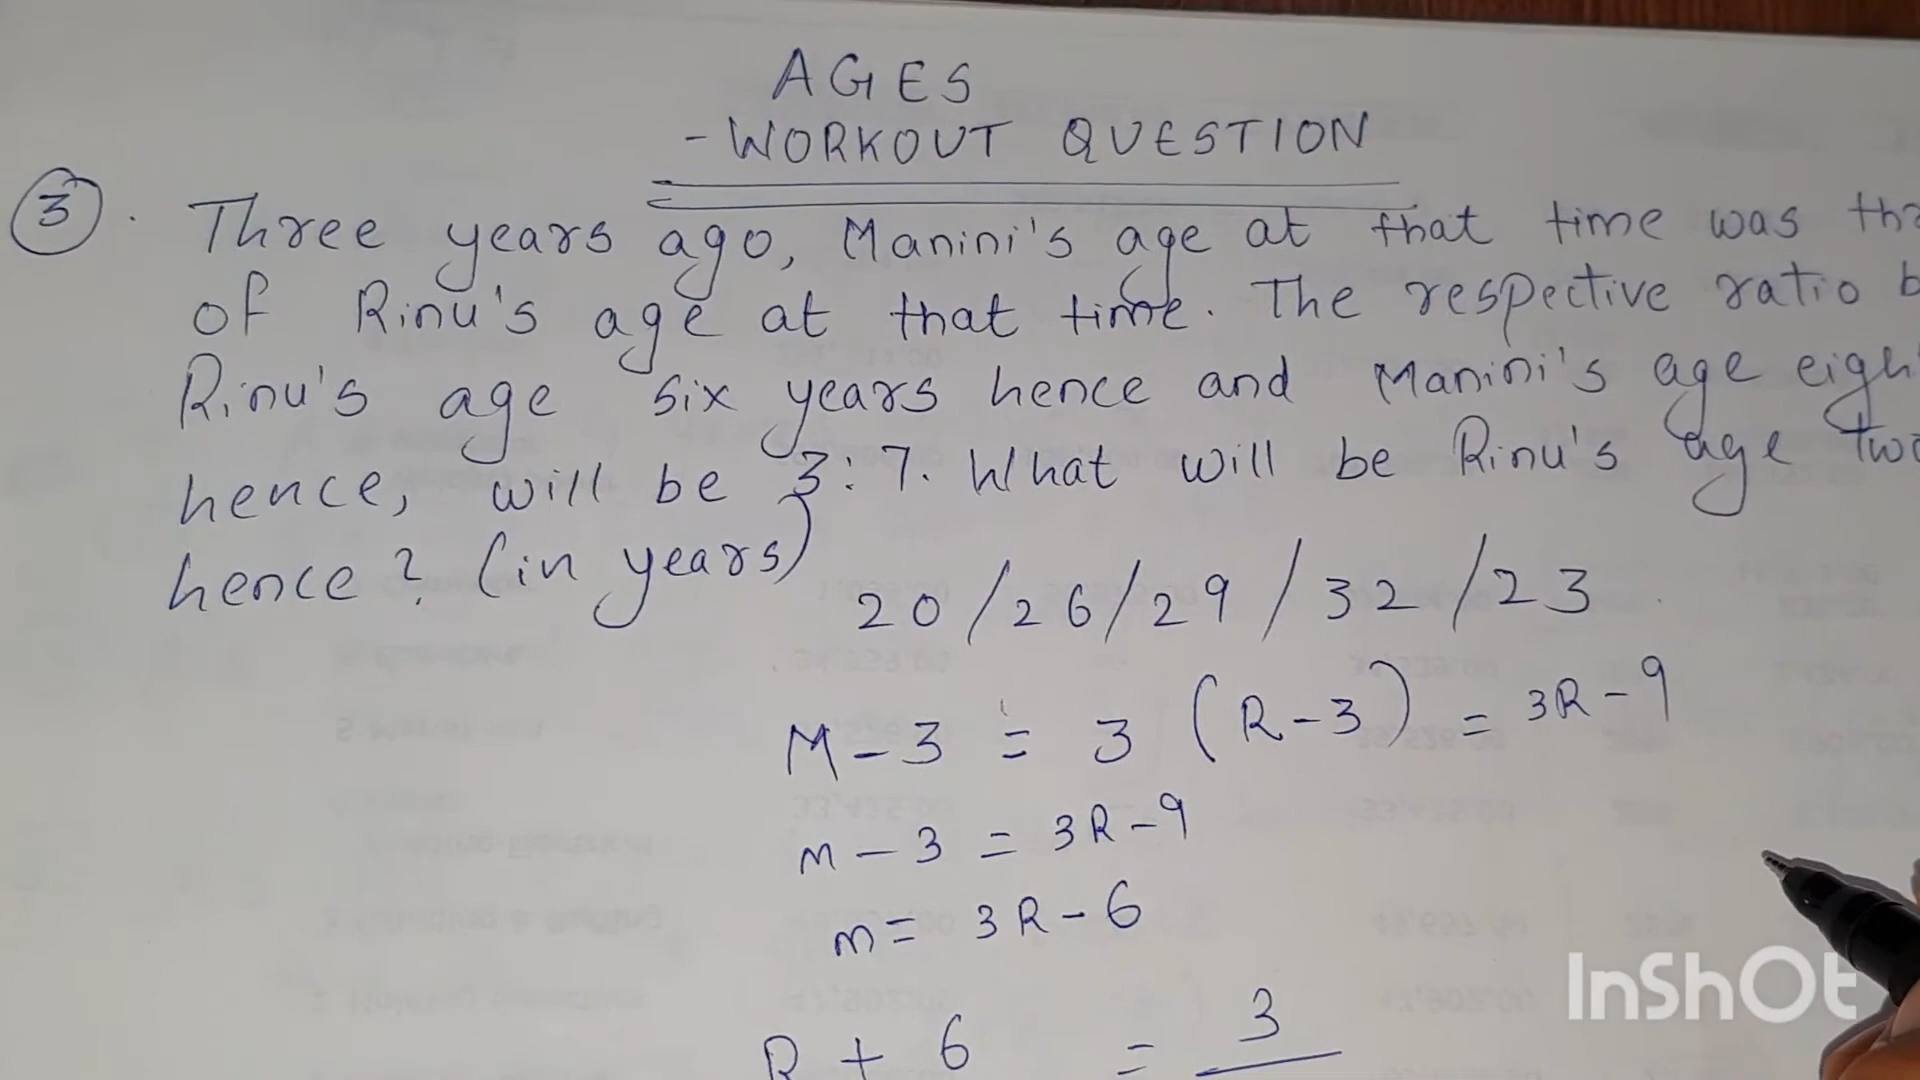 AGES
- WORKOUT QUESTION
3. Three years ago, Manini's age at that time was
of Rinu's age at that time. The respective ratio
Rinu's age six years hence and Manini's age
hence, will be 3:7. What will be Rinu's age
hence? (in years)
20/26/29/32/23
M-3 = 3 (R-3) = 3R-9
m-3 = 3R-9
m= 3R-6
R + 6 = 3
InShOt